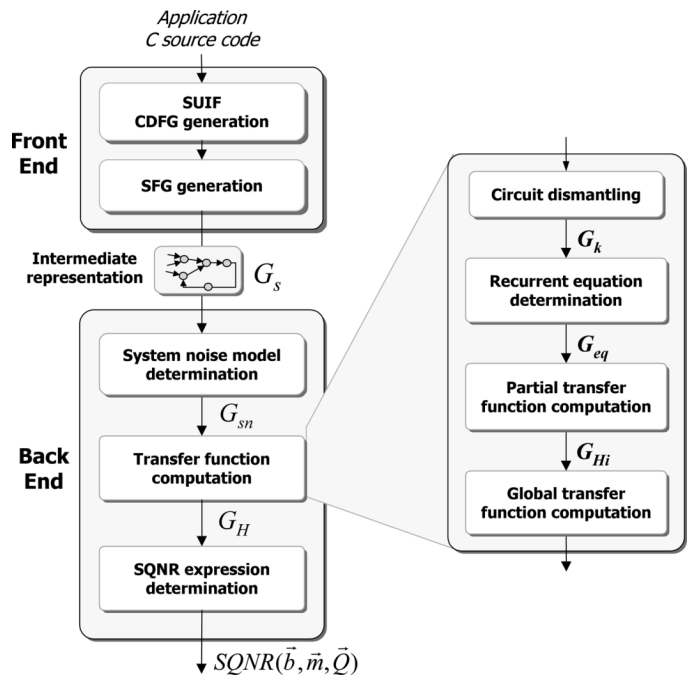 Application
C source code
Front
End
SUIF
CDFG generation
SFG generation
Intermediate
representation
G_s
Back
End
System noise model
determination
G_sn
Transfer function
computation
G_H
SQNR expression
determination
SQNR(b⃗, m⃗, Q⃗)
Circuit dismantling
G_k
Recurrent equation
determination
G_eq
Partial transfer
function computation
G_Hi
Global transfer
function computation